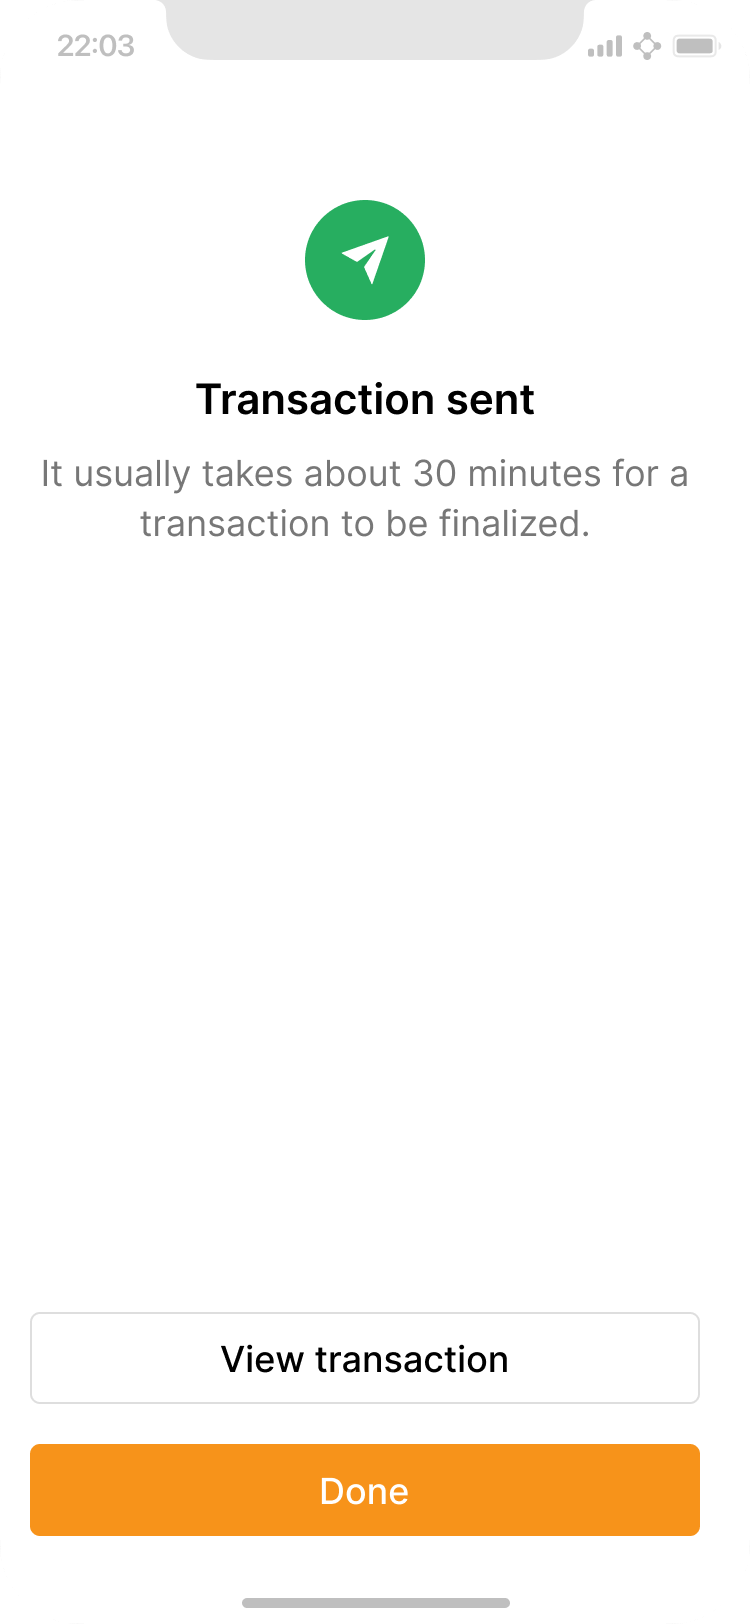 22:03
Transaction sent
It usually takes about 30 minutes for a
transaction to be finalized.
View transaction
Done